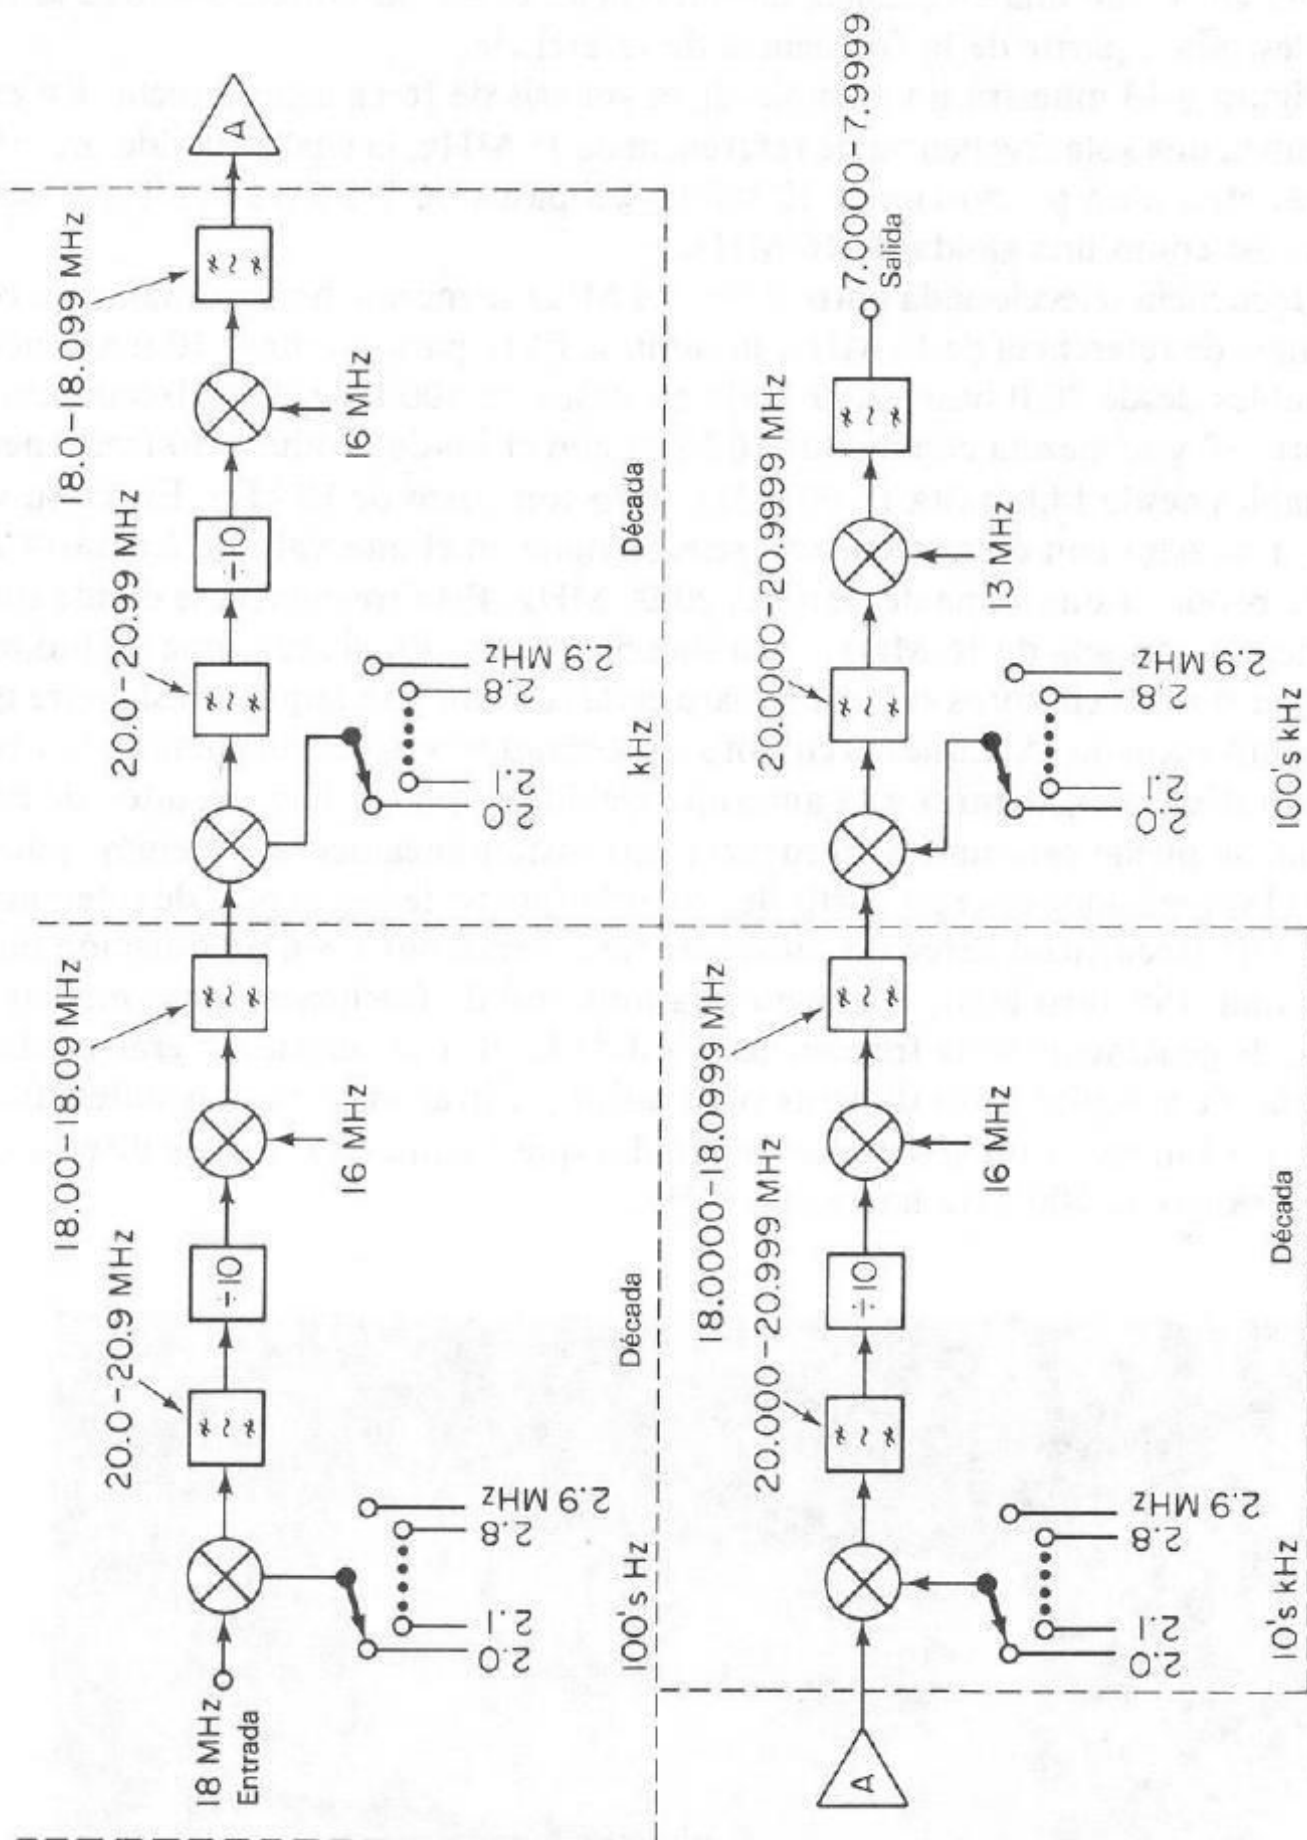 18 MHz
Entrada
20.0-20.9 MHz
÷10
18.00-18.09 MHz
16 MHz
2.0
2.1
2.8
2.9 MHz
100's Hz
Década
20.0-20.99 MHz
÷10
18.0-18.099 MHz
16 MHz
2.0
2.1
2.8
2.9 MHz
kHz
Década
A
A
20.000-20.999 MHz
÷10
18.0000-18.0999 MHz
16 MHz
2.0
2.1
2.8
2.9 MHz
10's kHz
Década
20.0000-20.9999 MHz
13 MHz
7.0000-7.9999
Salida
2.0
2.1
2.8
2.9 MHz
100's kHz